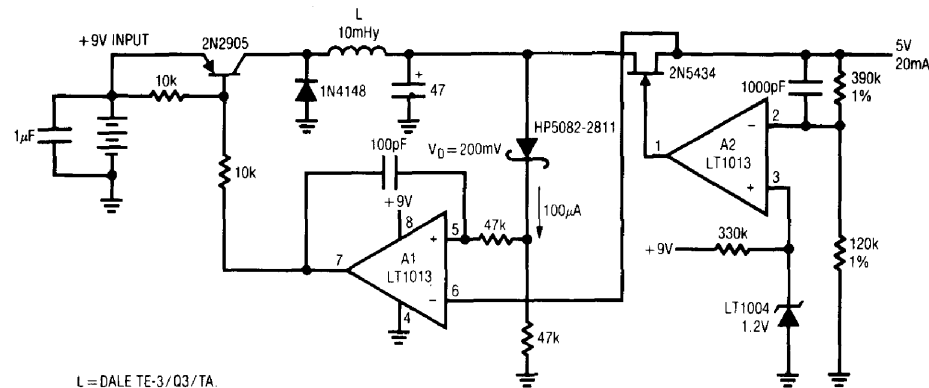 L
10mHy
+9V INPUT
2N2905
5V
20mA
2N5434
10k
1N4148
+
47
1000pF
390k
1%
1µF
HP5082-2811
100pF
V_D = 200mV
2
−
A2
LT1013
1
+
3
10k
+9V
8
100µA
5
47k
+
A1
LT1013
7
−
6
4
330k
+9V
120k
1%
LT1004
1.2V
47k
L = DALE TE-3/Q3/TA.